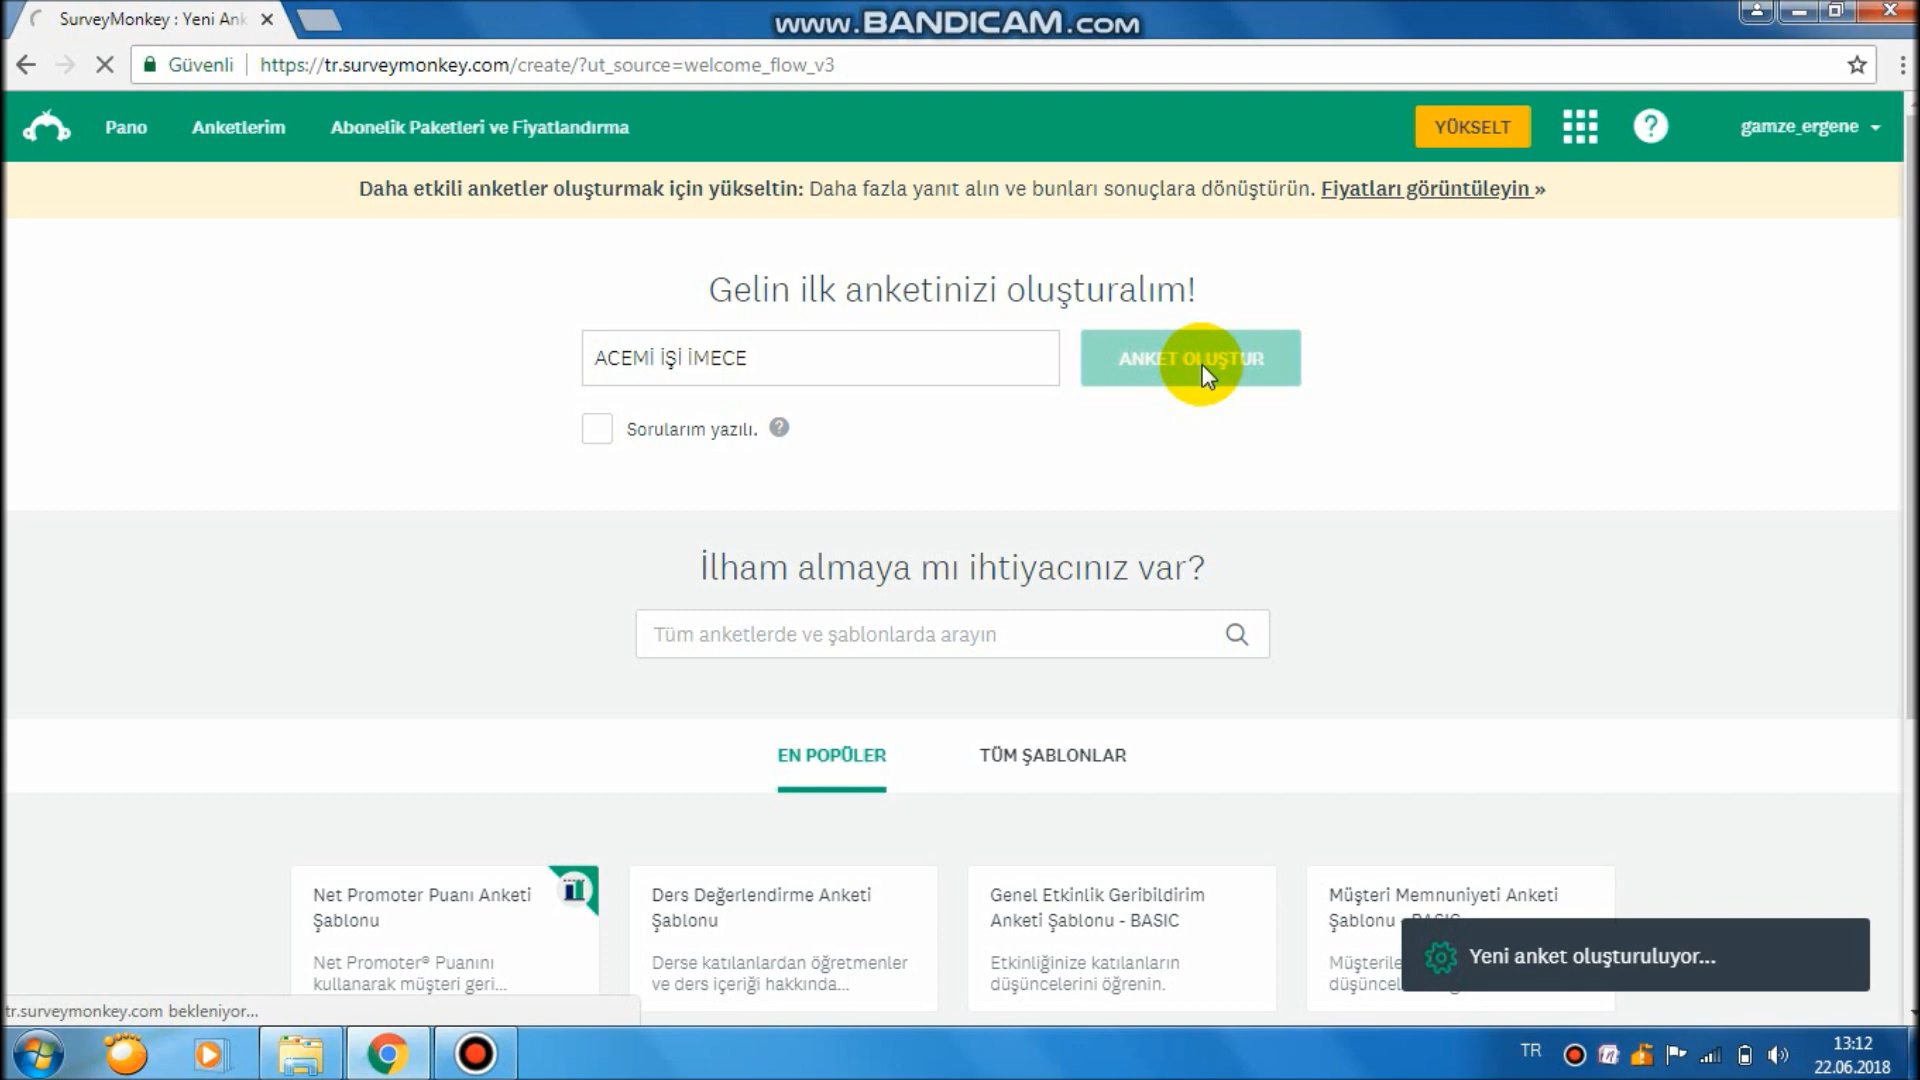 SurveyMonkey : Yeni Ank
www.BANDICAM.com
Güvenli
https://tr.surveymonkey.com/create/?ut_source=welcome_flow_v3
Pano
Anketlerim
Abonelik Paketleri ve Fiyatlandırma
YÜKSELT
?
gamze_ergene
Daha etkili anketler oluşturmak için yükseltin: Daha fazla yanıt alın ve bunları sonuçlara dönüştürün. Fiyatları görüntüleyin »
Gelin ilk anketinizi oluşturalım!
ACEMİ İŞİ İMECE
ANKET OLUŞTUR
Sorularım yazılı. ?
İlham almaya mı ihtiyacınız var?
Tüm anketlerde ve şablonlarda arayın
EN POPÜLER
TÜM ŞABLONLAR
Net Promoter Puanı Anketi
Şablonu
Net Promoter® Puanını
kullanarak müşteri geri...
Ders Değerlendirme Anketi
Şablonu
Derse katılanlardan öğretmenler
ve ders içeriği hakkında...
Genel Etkinlik Geribildirim
Anketi Şablonu - BASIC
Etkinliğinize katılanların
düşüncelerini öğrenin.
Müşteri Memnuniyeti Anketi
Şablonu - BASIC
Müşterile
düşüncel
Yeni anket oluşturuluyor...
tr.surveymonkey.com bekleniyor...
TR
13:12
22.06.2018